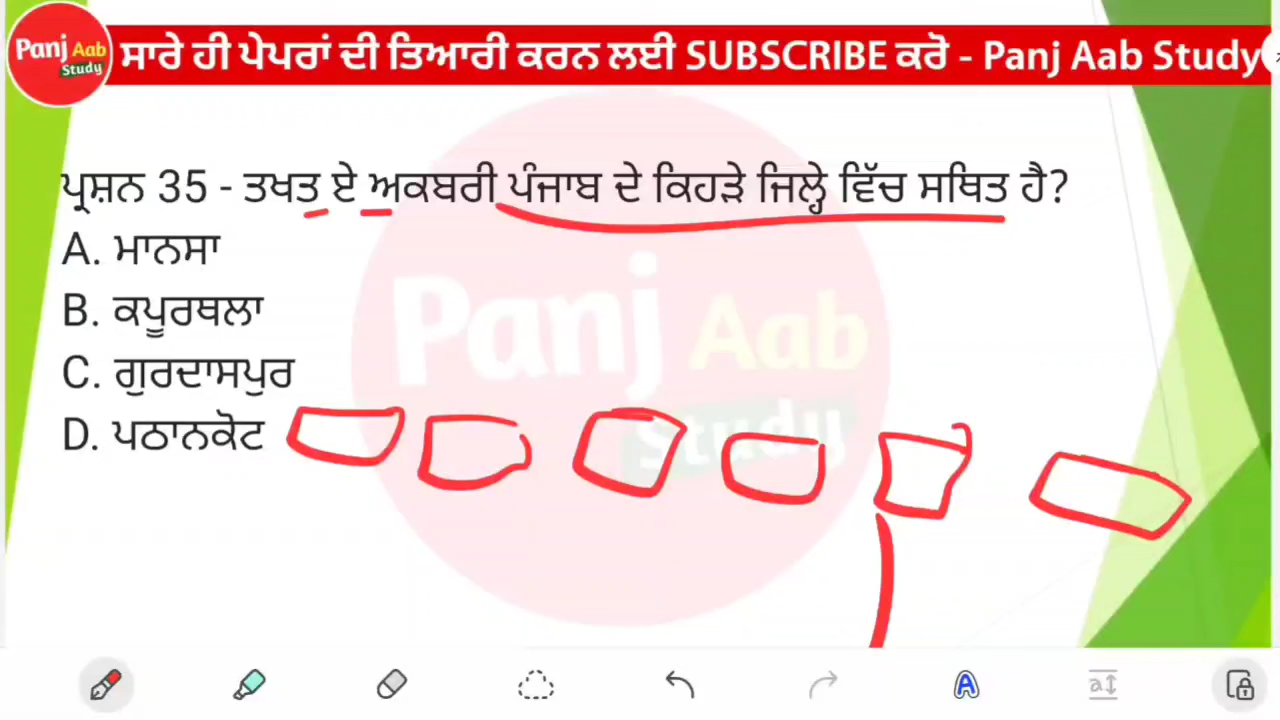 Panj Aab Study
ਸਾਰੇ ਹੀ ਪੇਪਰਾਂ ਦੀ ਤਿਆਰੀ ਕਰਨ ਲਈ SUBSCRIBE ਕਰੋ - Panj Aab Study
ਪ੍ਰਸ਼ਨ 35 - ਤਖਤ ਏ ਅਕਬਰੀ ਪੰਜਾਬ ਦੇ ਕਿਹੜੇ ਜਿਲ੍ਹੇ ਵਿੱਚ ਸਥਿਤ ਹੈ?
A. ਮਾਨਸਾ
B. ਕਪੂਰਥਲਾ
C. ਗੁਰਦਾਸਪੁਰ
D. ਪਠਾਨਕੋਟ
Panj Aab
Study
A
a